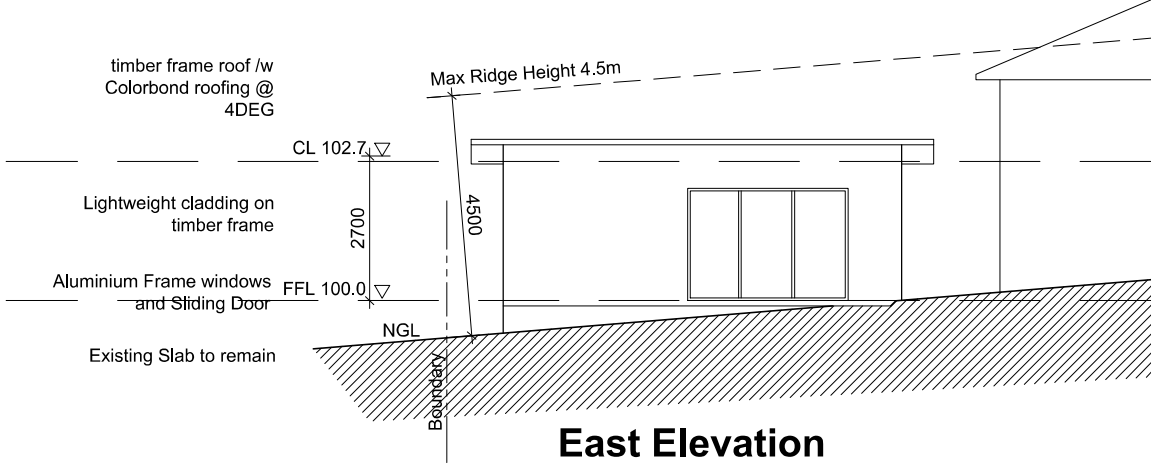 timber frame roof /w
Colorbond roofing @
4DEG
Max Ridge Height 4.5m
CL 102.7
Lightweight cladding on
timber frame
2700
4500
Aluminium Frame windows
and Sliding Door
FFL 100.0
NGL
Existing Slab to remain
Boundary
East Elevation